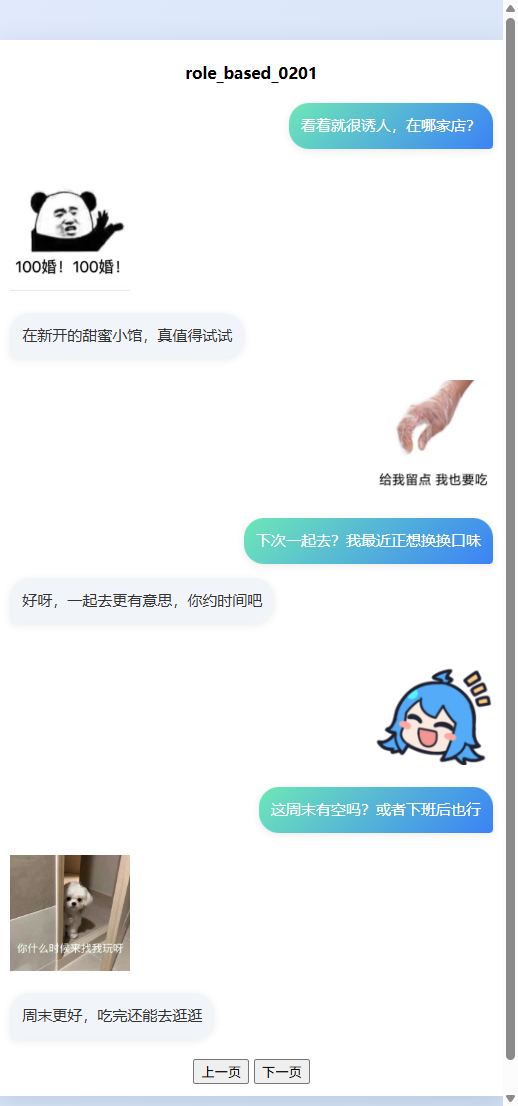 role_based_0201
看着就很诱人，在哪家店？
100婚！100婚！
在新开的甜蜜小馆，真值得试试
给我留点 我也要吃
下次一起去？我最近正想换换口味
好呀，一起去更有意思，你约时间吧
这周末有空吗？或者下班后也行
你什么时候来找我玩呀
周末更好，吃完还能去逛逛
上一页 下一页